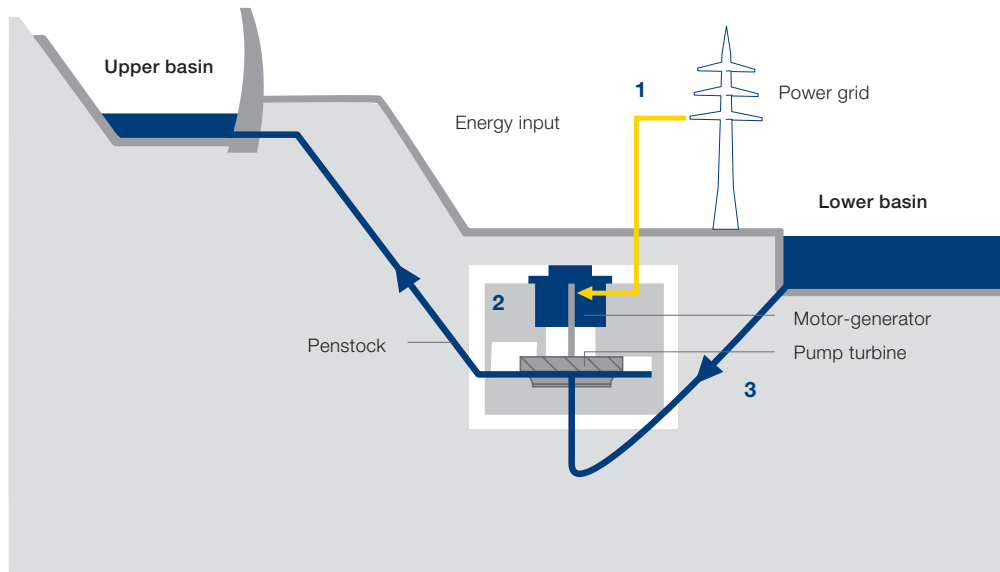 Upper basin
1
Power grid
Energy input
Lower basin
2
Motor-generator
Penstock
Pump turbine
3